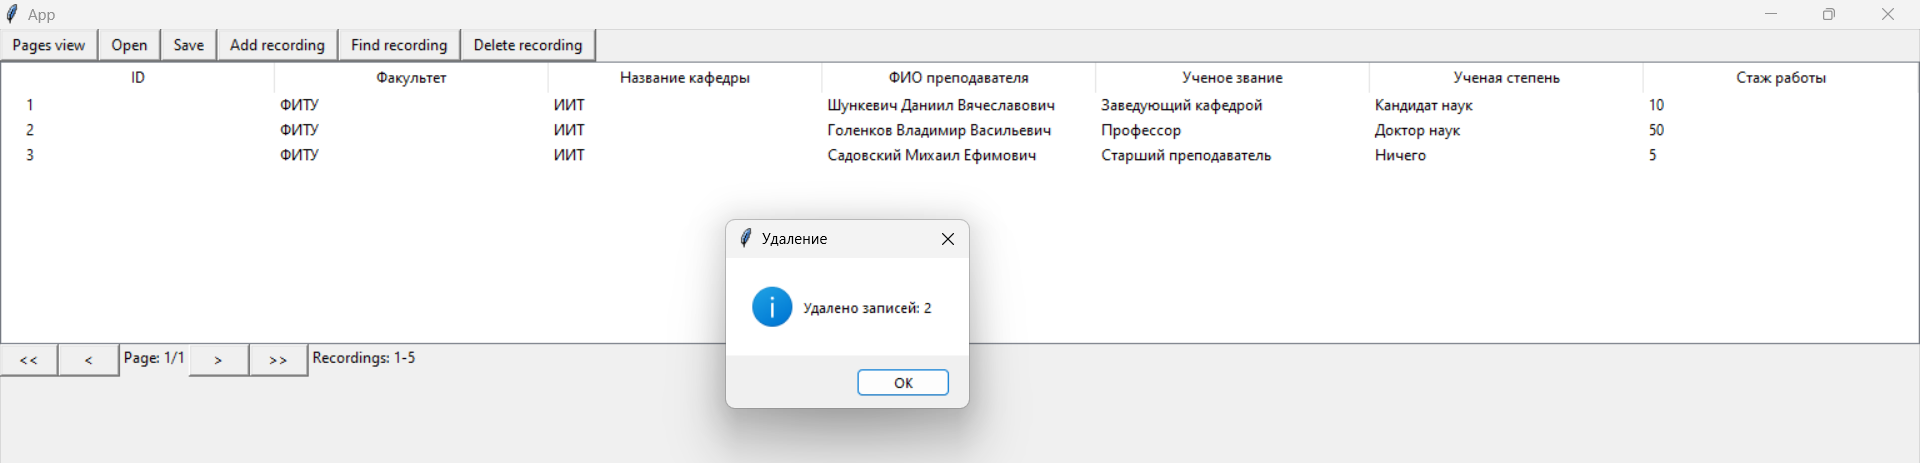 App
Pages view Open Save Add recording Find recording Delete recording
ID Факультет Название кафедры ФИО преподавателя Ученое звание Ученая степень Стаж работы
1 ФИТУ ИИТ Шункевич Даниил Вячеславович Заведующий кафедрой Кандидат наук 10
2 ФИТУ ИИТ Голенков Владимир Васильевич Профессор Доктор наук 50
3 ФИТУ ИИТ Садовский Михаил Ефимович Старший преподаватель Ничего 5
Удаление
Удалено записей: 2
OK
<< < Page: 1/1 > >> Recordings: 1-5